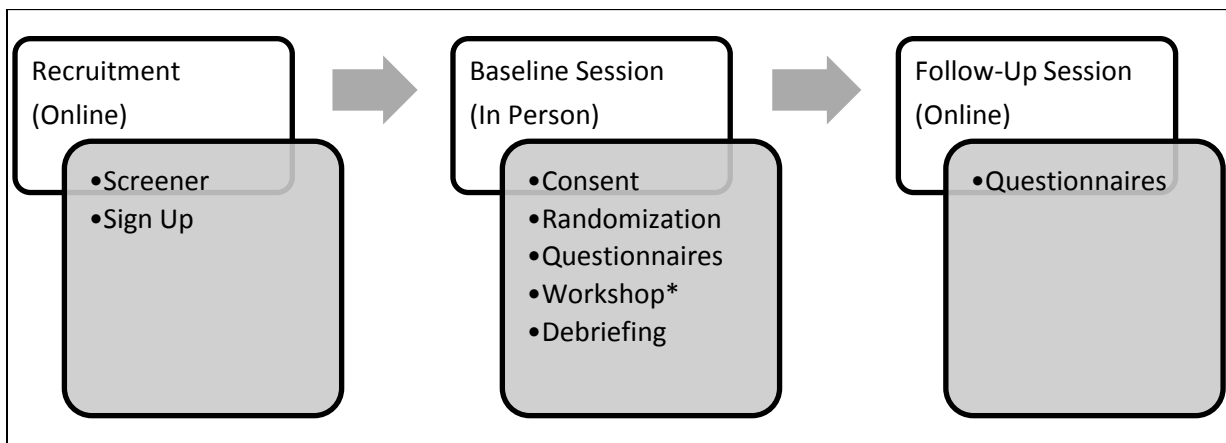 Recruitment
(Online)
•Screener
•Sign Up
Baseline Session
(In Person)
•Consent
•Randomization
•Questionnaires
•Workshop*
•Debriefing
Follow-Up Session
(Online)
•Questionnaires